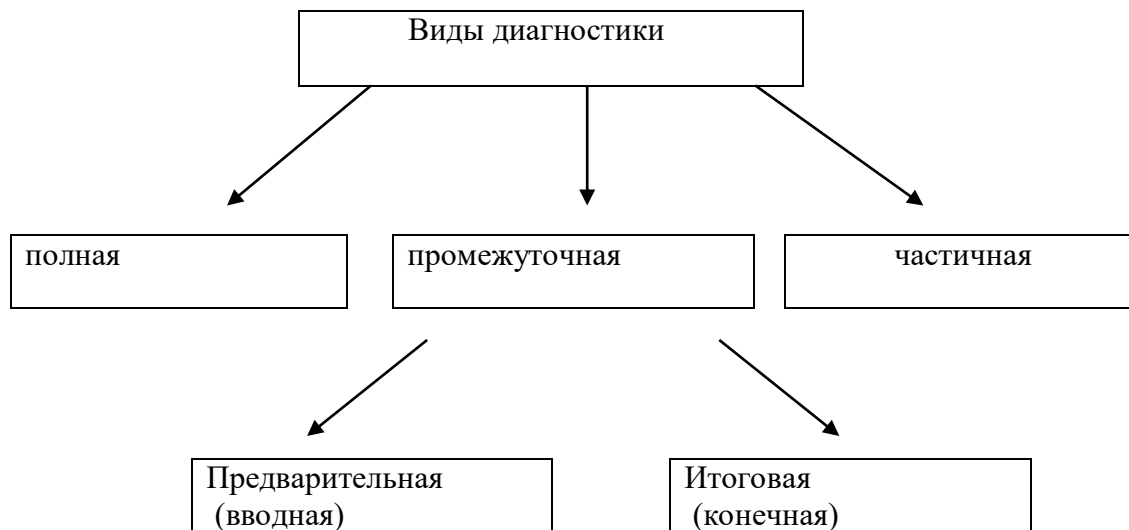 Виды диагностики
полная
промежуточная
частичная
Предварительная
(вводная)
Итоговая
(конечная)